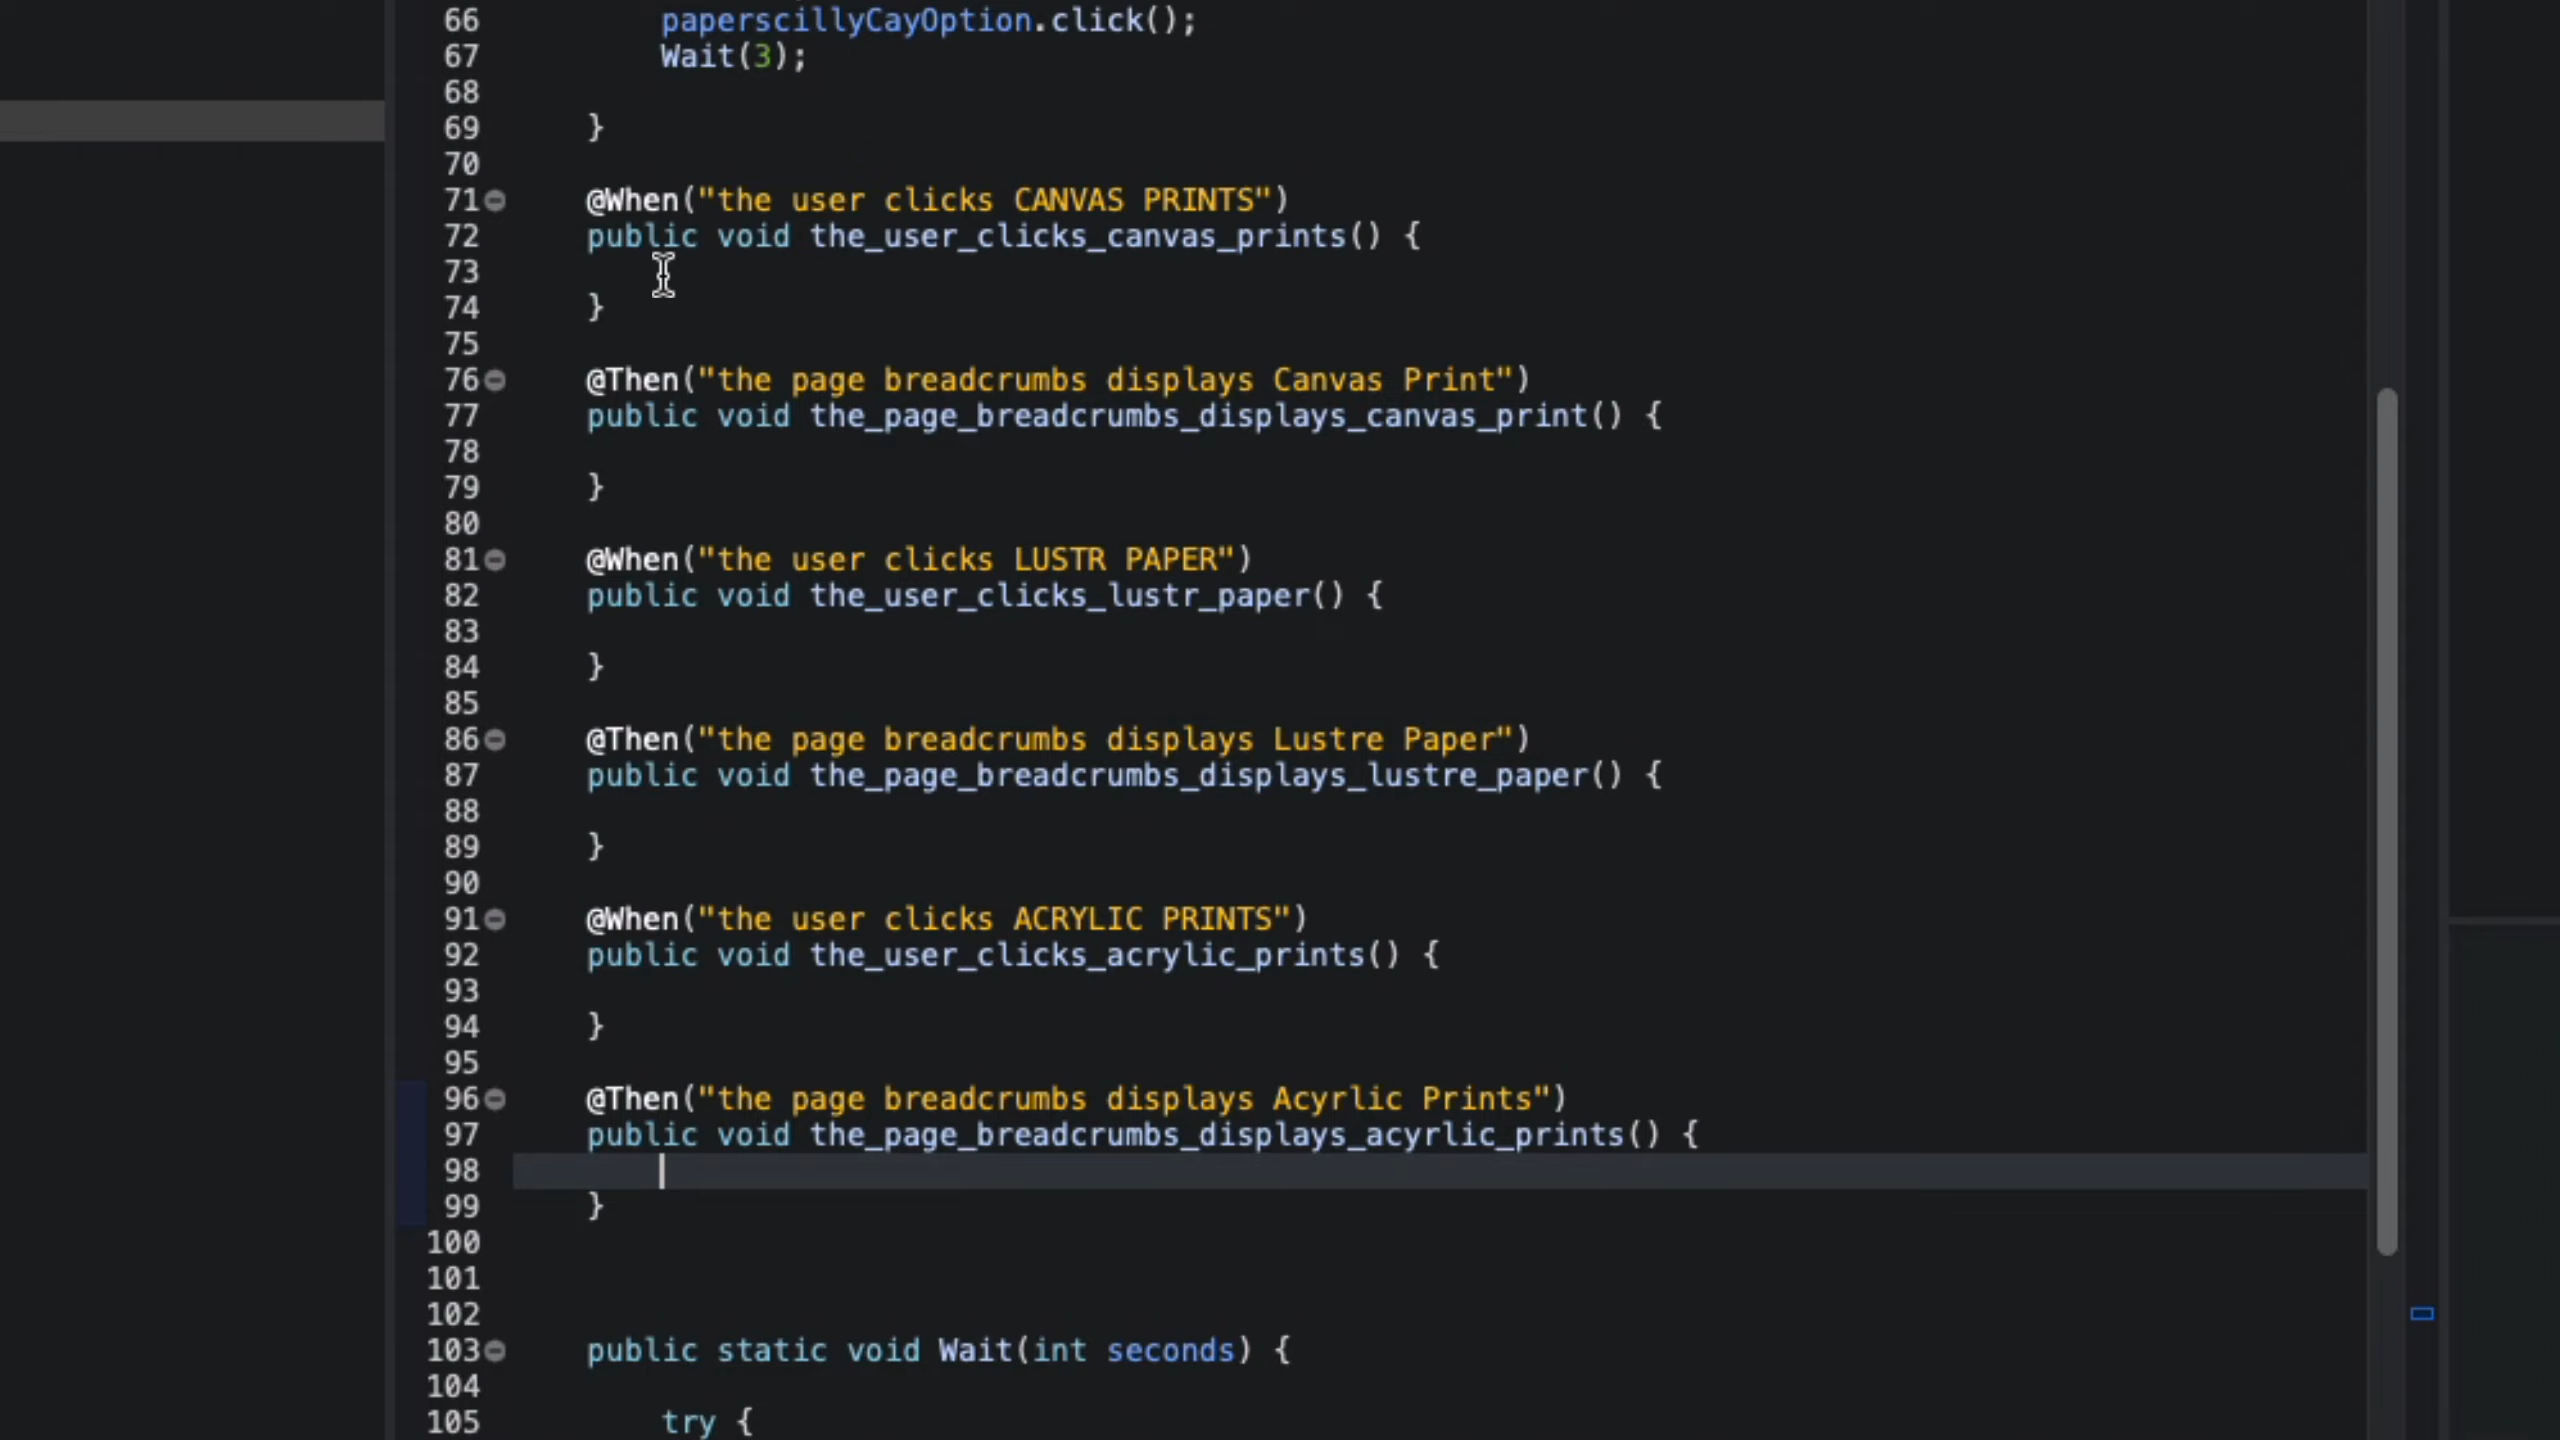 66 paperscillyCayOption.click();
67 Wait(3);
68
69 }
70
71 @When("the user clicks CANVAS PRINTS")
72 public void the_user_clicks_canvas_prints() {
73
74 }
75
76 @Then("the page breadcrumbs displays Canvas Print")
77 public void the_page_breadcrumbs_displays_canvas_print() {
78
79 }
80
81 @When("the user clicks LUSTR PAPER")
82 public void the_user_clicks_lustr_paper() {
83
84 }
85
86 @Then("the page breadcrumbs displays Lustre Paper")
87 public void the_page_breadcrumbs_displays_lustre_paper() {
88
89 }
90
91 @When("the user clicks ACRYLIC PRINTS")
92 public void the_user_clicks_acrylic_prints() {
93
94 }
95
96 @Then("the page breadcrumbs displays Acyrlic Prints")
97 public void the_page_breadcrumbs_displays_acyrlic_prints() {
98
99 }
100
101
102
103 public static void Wait(int seconds) {
104
105 try {